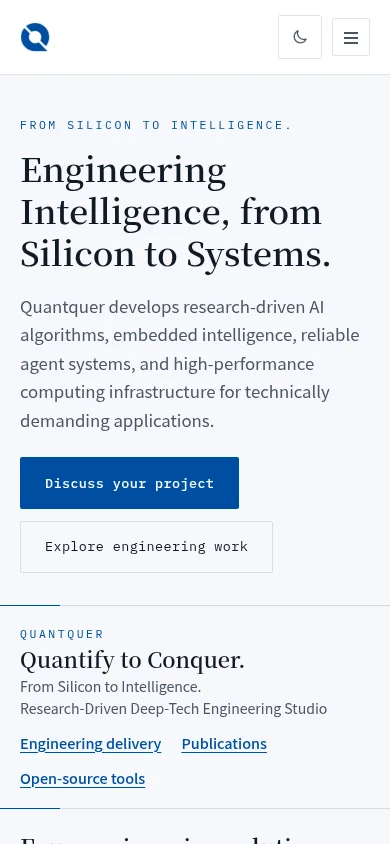 FROM SILICON TO INTELLIGENCE.
Engineering
Intelligence, from
Silicon to Systems.
Quantquer develops research-driven AI
algorithms, embedded intelligence, reliable
agent systems, and high-performance
computing infrastructure for technically
demanding applications.
Discuss your project
Explore engineering work
QUANTQUER
Quantify to Conquer.
From Silicon to Intelligence.
Research-Driven Deep-Tech Engineering Studio
Engineering delivery Publications
Open-source tools